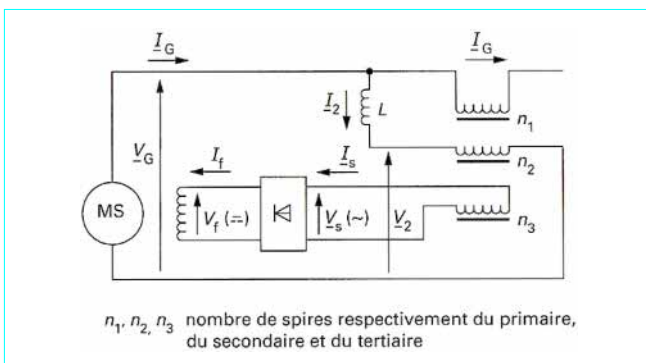 I_G I_G
I_2 L
n_1
V_G n_2
I_f I_s
MS V_f (⎓) V_s (~) V_2 n_3
n_1, n_2, n_3 nombre de spires respectivement du primaire,
du secondaire et du tertiaire